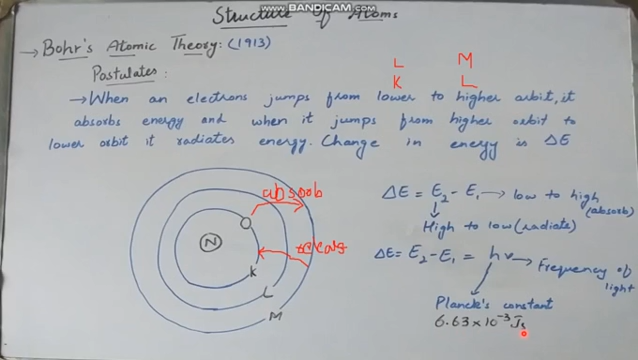 WWW.BANDICAM.COM
Structure of Atoms
→ Bohr's Atomic Theory: (1913)
Postulates:
L M
K L
→ When an electrons jumps from lower to higher orbit, it
absorbs energy and when it jumps from higher orbit to
lower orbit it radiates energy. Change in energy is ΔE
absorb
N
K
L
M
ΔE = E₂ - E₁ → low to high
(absorb)
High to low (radiate)
ΔE = E₂ - E₁ = hν → Frequency of
light
Planck's constant
6.63 × 10⁻³ Js